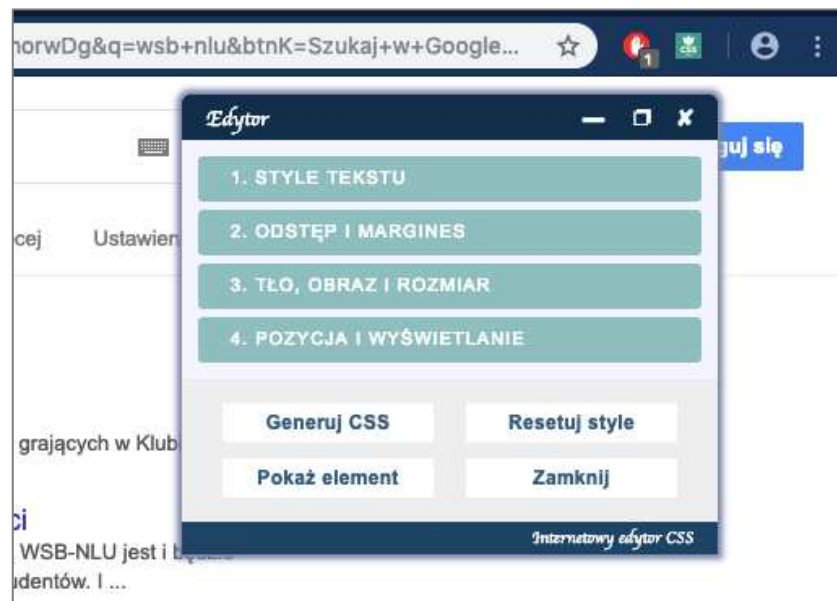 norwDg&q=wsb+nlu&btnK=Szukaj+w+Google...
1
css
Edytor
guj się
1. STYLE TEKSTU
2. ODSTĘP I MARGINES
cej Ustawien
3. TŁO, OBRAZ I ROZMIAR
4. POZYCJA I WYŚWIETLANIE
Generuj CSS Resetuj style
grających w Klub
Pokaż element Zamknij
ci
Internetowy edytor CSS
WSB-NLU jest i
udentów. I ...